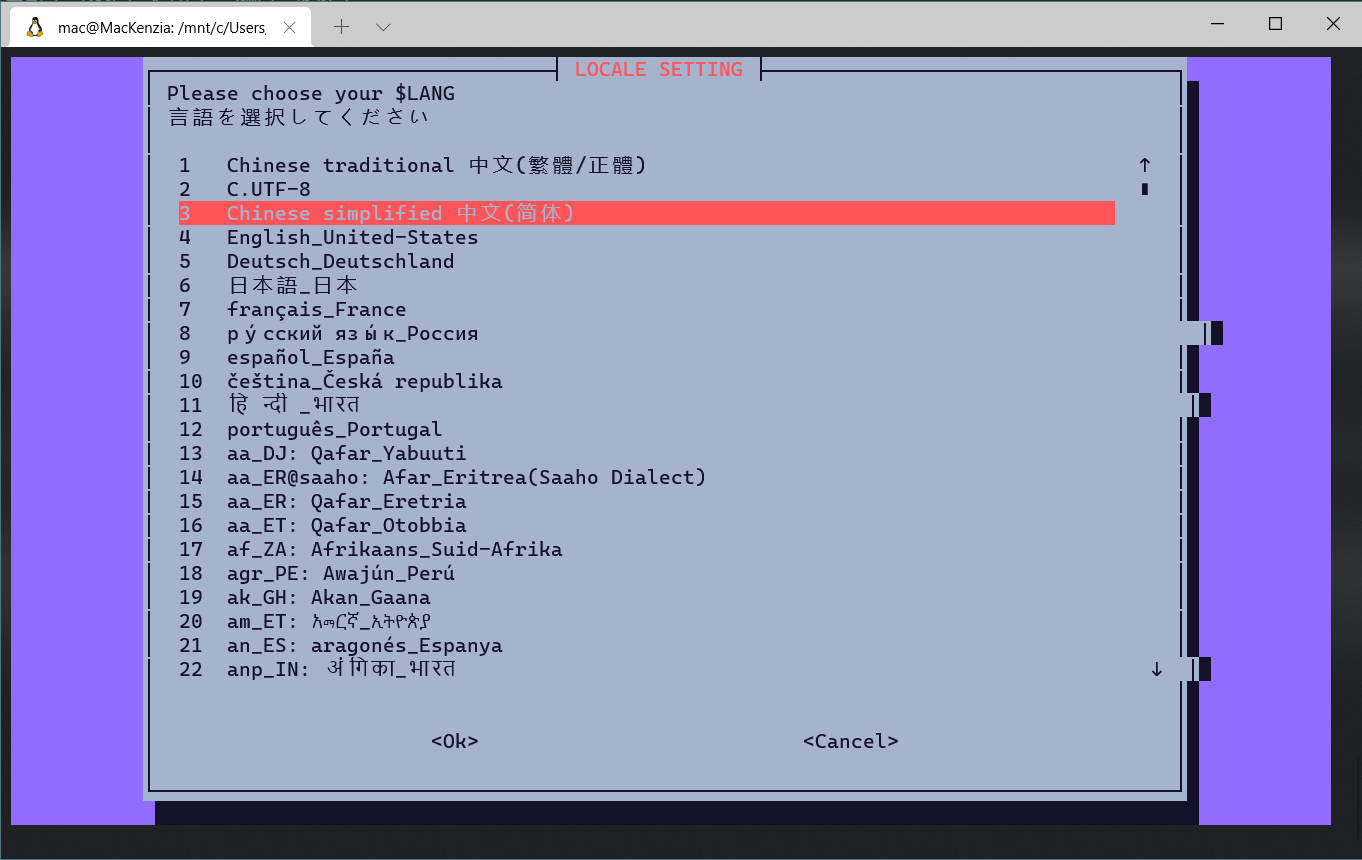 mac@MacKenzia: /mnt/c/Users,
LOCALE SETTING
Please choose your $LANG
言語を選択してください
1 Chinese traditional 中文(繁體/正體)
2 C.UTF-8
3 Chinese simplified 中文(简体)
4 English_United-States
5 Deutsch_Deutschland
6 日本語_日本
7 français_France
8 ру́сский язы́к_Россия
9 español_España
10 čeština_Česká republika
11 हिन्दी _भारत
12 português_Portugal
13 aa_DJ: Qafar_Yabuuti
14 aa_ER@saaho: Afar_Eritrea(Saaho Dialect)
15 aa_ER: Qafar_Eretria
16 aa_ET: Qafar_Otobbia
17 af_ZA: Afrikaans_Suid-Afrika
18 agr_PE: Awajún_Perú
19 ak_GH: Akan_Gaana
20 am_ET: አማርኛ_ኢትዮጵያ
21 an_ES: aragonés_Espanya
22 anp_IN: अंगिका_भारत
<Ok> <Cancel>